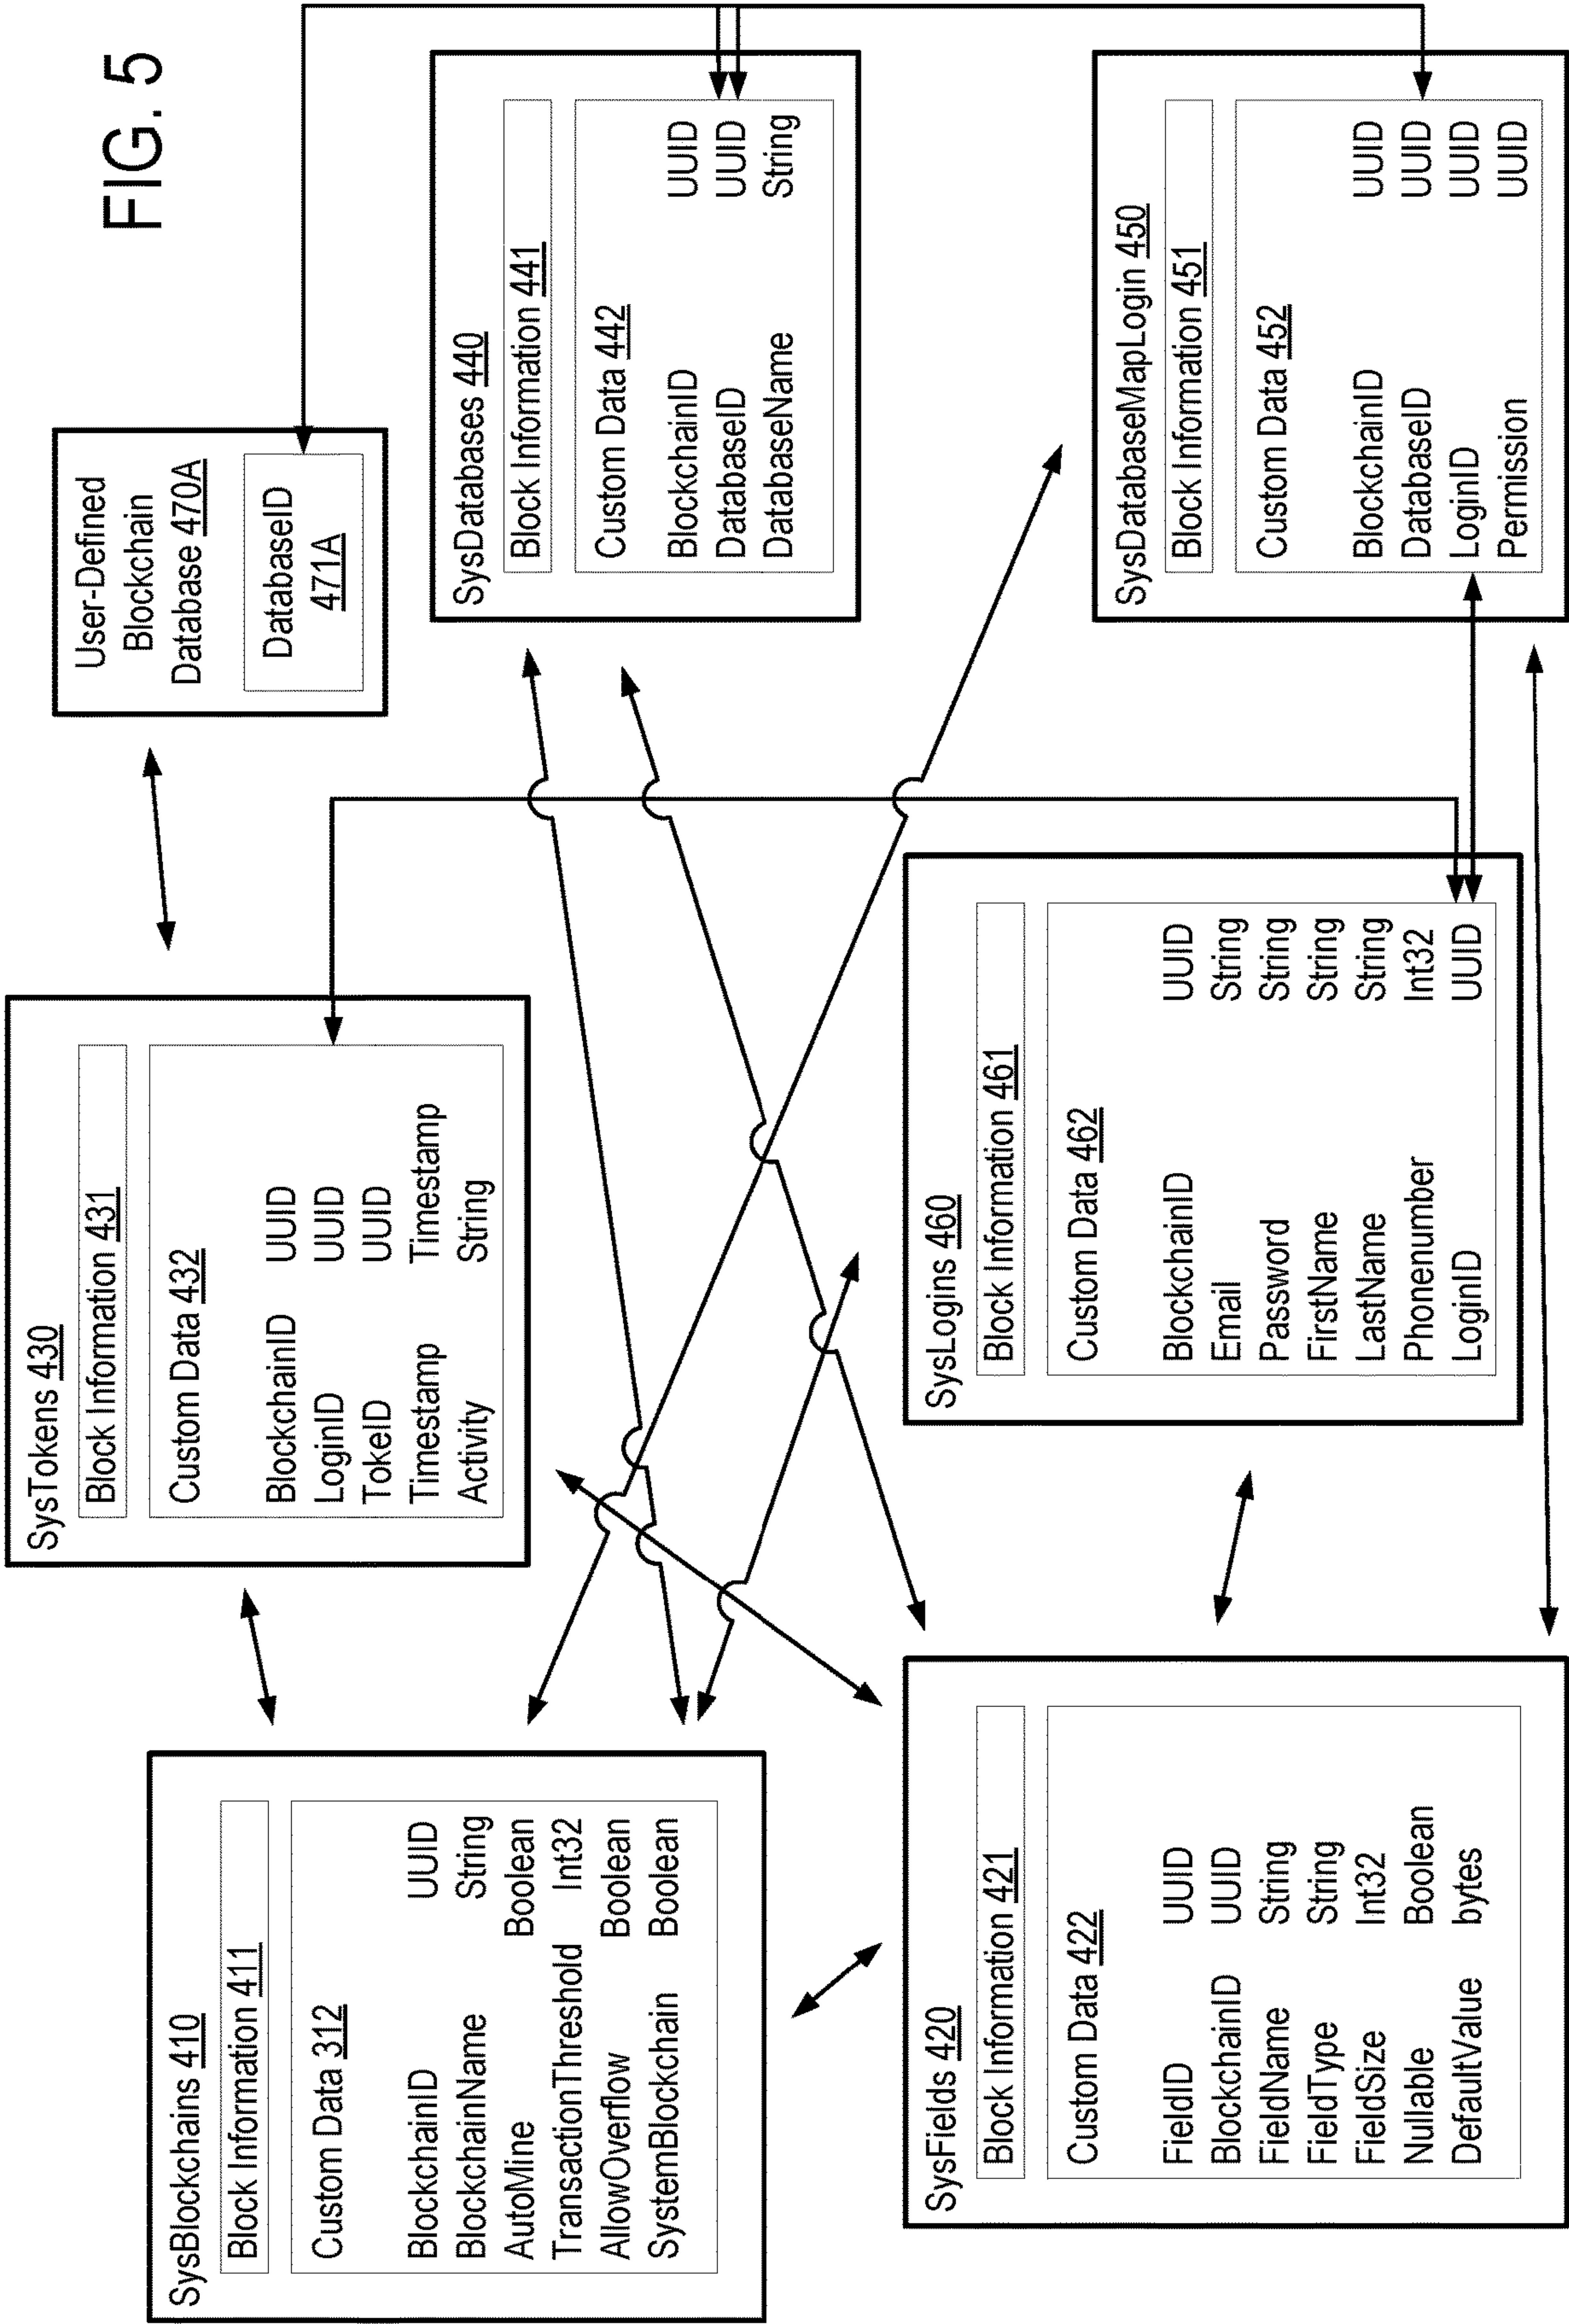 FIG. 5
SysBlockchains 410
Block Information 411
Custom Data 312
BlockchainID UUID
BlockchainName String
AutoMine Boolean
TransactionThreshold Int32
AllowOverflow Boolean
SystemBlockchain Boolean
SysTokens 430
Block Information 431
Custom Data 432
BlockchainID UUID
LoginID UUID
TokeID UUID
Timestamp Timestamp
Activity String
User-Defined
Blockchain
Database 470A
DatabaseID
471A
SysDatabases 440
Block Information 441
Custom Data 442
BlockchainID UUID
DatabaseID UUID
DatabaseName String
SysFields 420
Block Information 421
Custom Data 422
FieldID UUID
BlockchainID UUID
FieldName String
FieldType String
FieldSize Int32
Nullable Boolean
DefaultValue bytes
SysLogins 460
Block Information 461
Custom Data 462
BlockchainID UUID
Email String
Password String
FirstName String
LastName String
Phonenumber Int32
LoginID UUID
SysDatabaseMapLogin 450
Block Information 451
Custom Data 452
BlockchainID UUID
DatabaseID UUID
LoginID UUID
Permission UUID